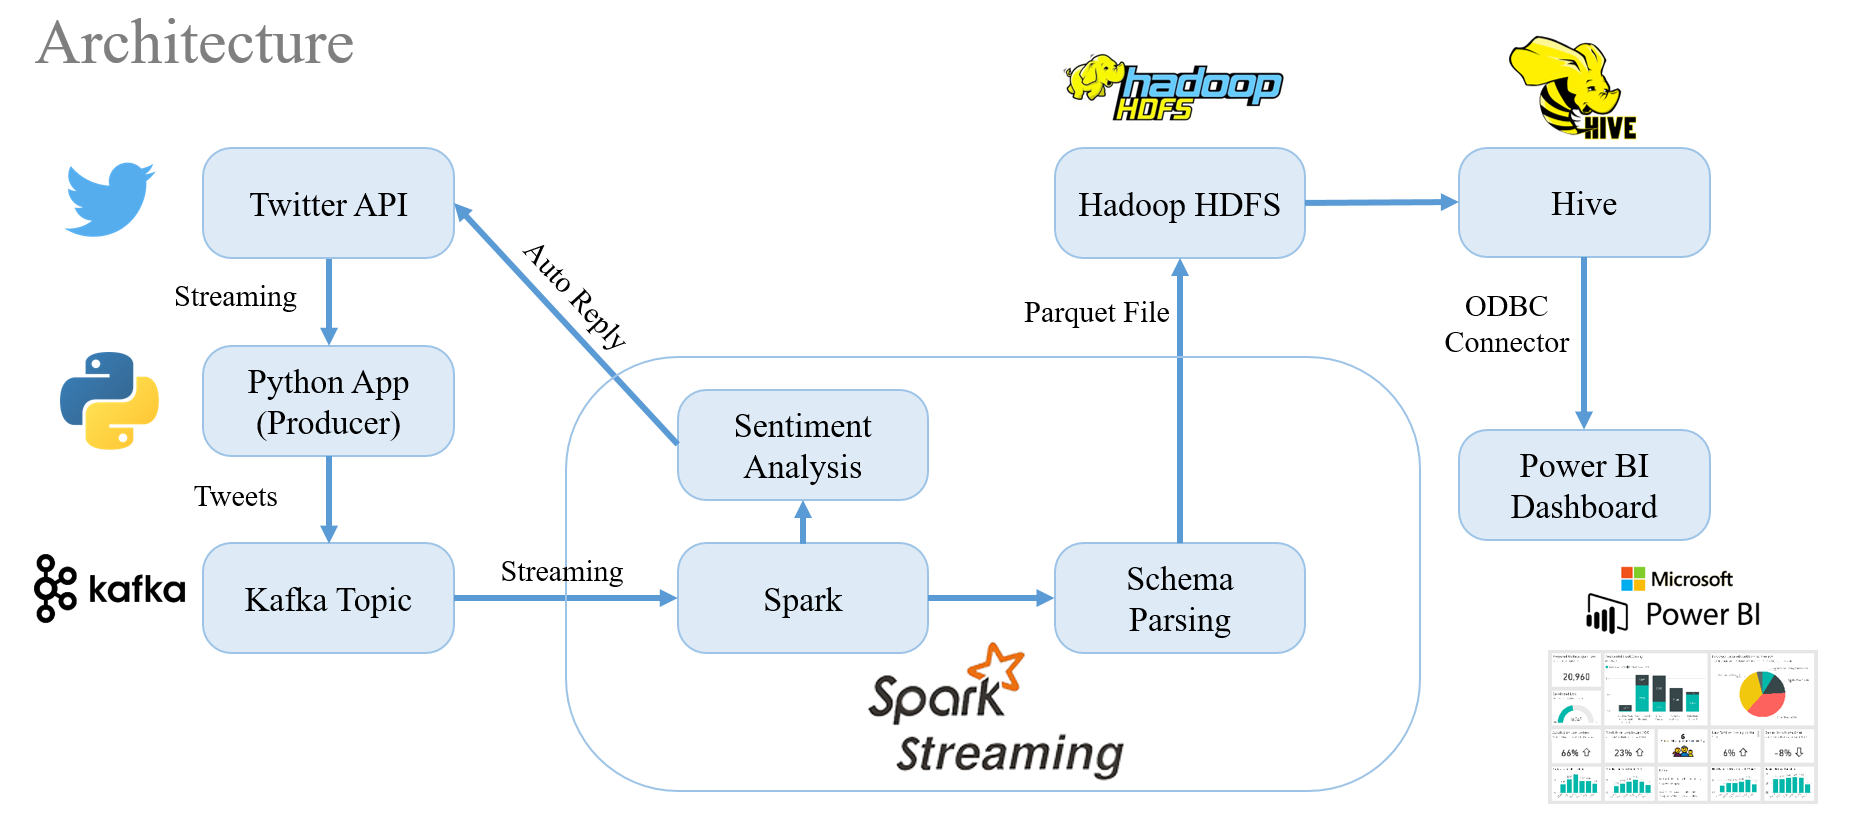 Architecture
hadoop
HDFS
HIVE
Twitter API
Hadoop HDFS
Hive
Streaming
Auto Reply
Parquet File
ODBC
Connector
Python App
(Producer)
Sentiment
Analysis
Power BI
Dashboard
Tweets
kafka
Kafka Topic
Streaming
Spark
Schema
Parsing
Microsoft
Power BI
Spark
Streaming
20,960
6
66%
23%
6%
-8%